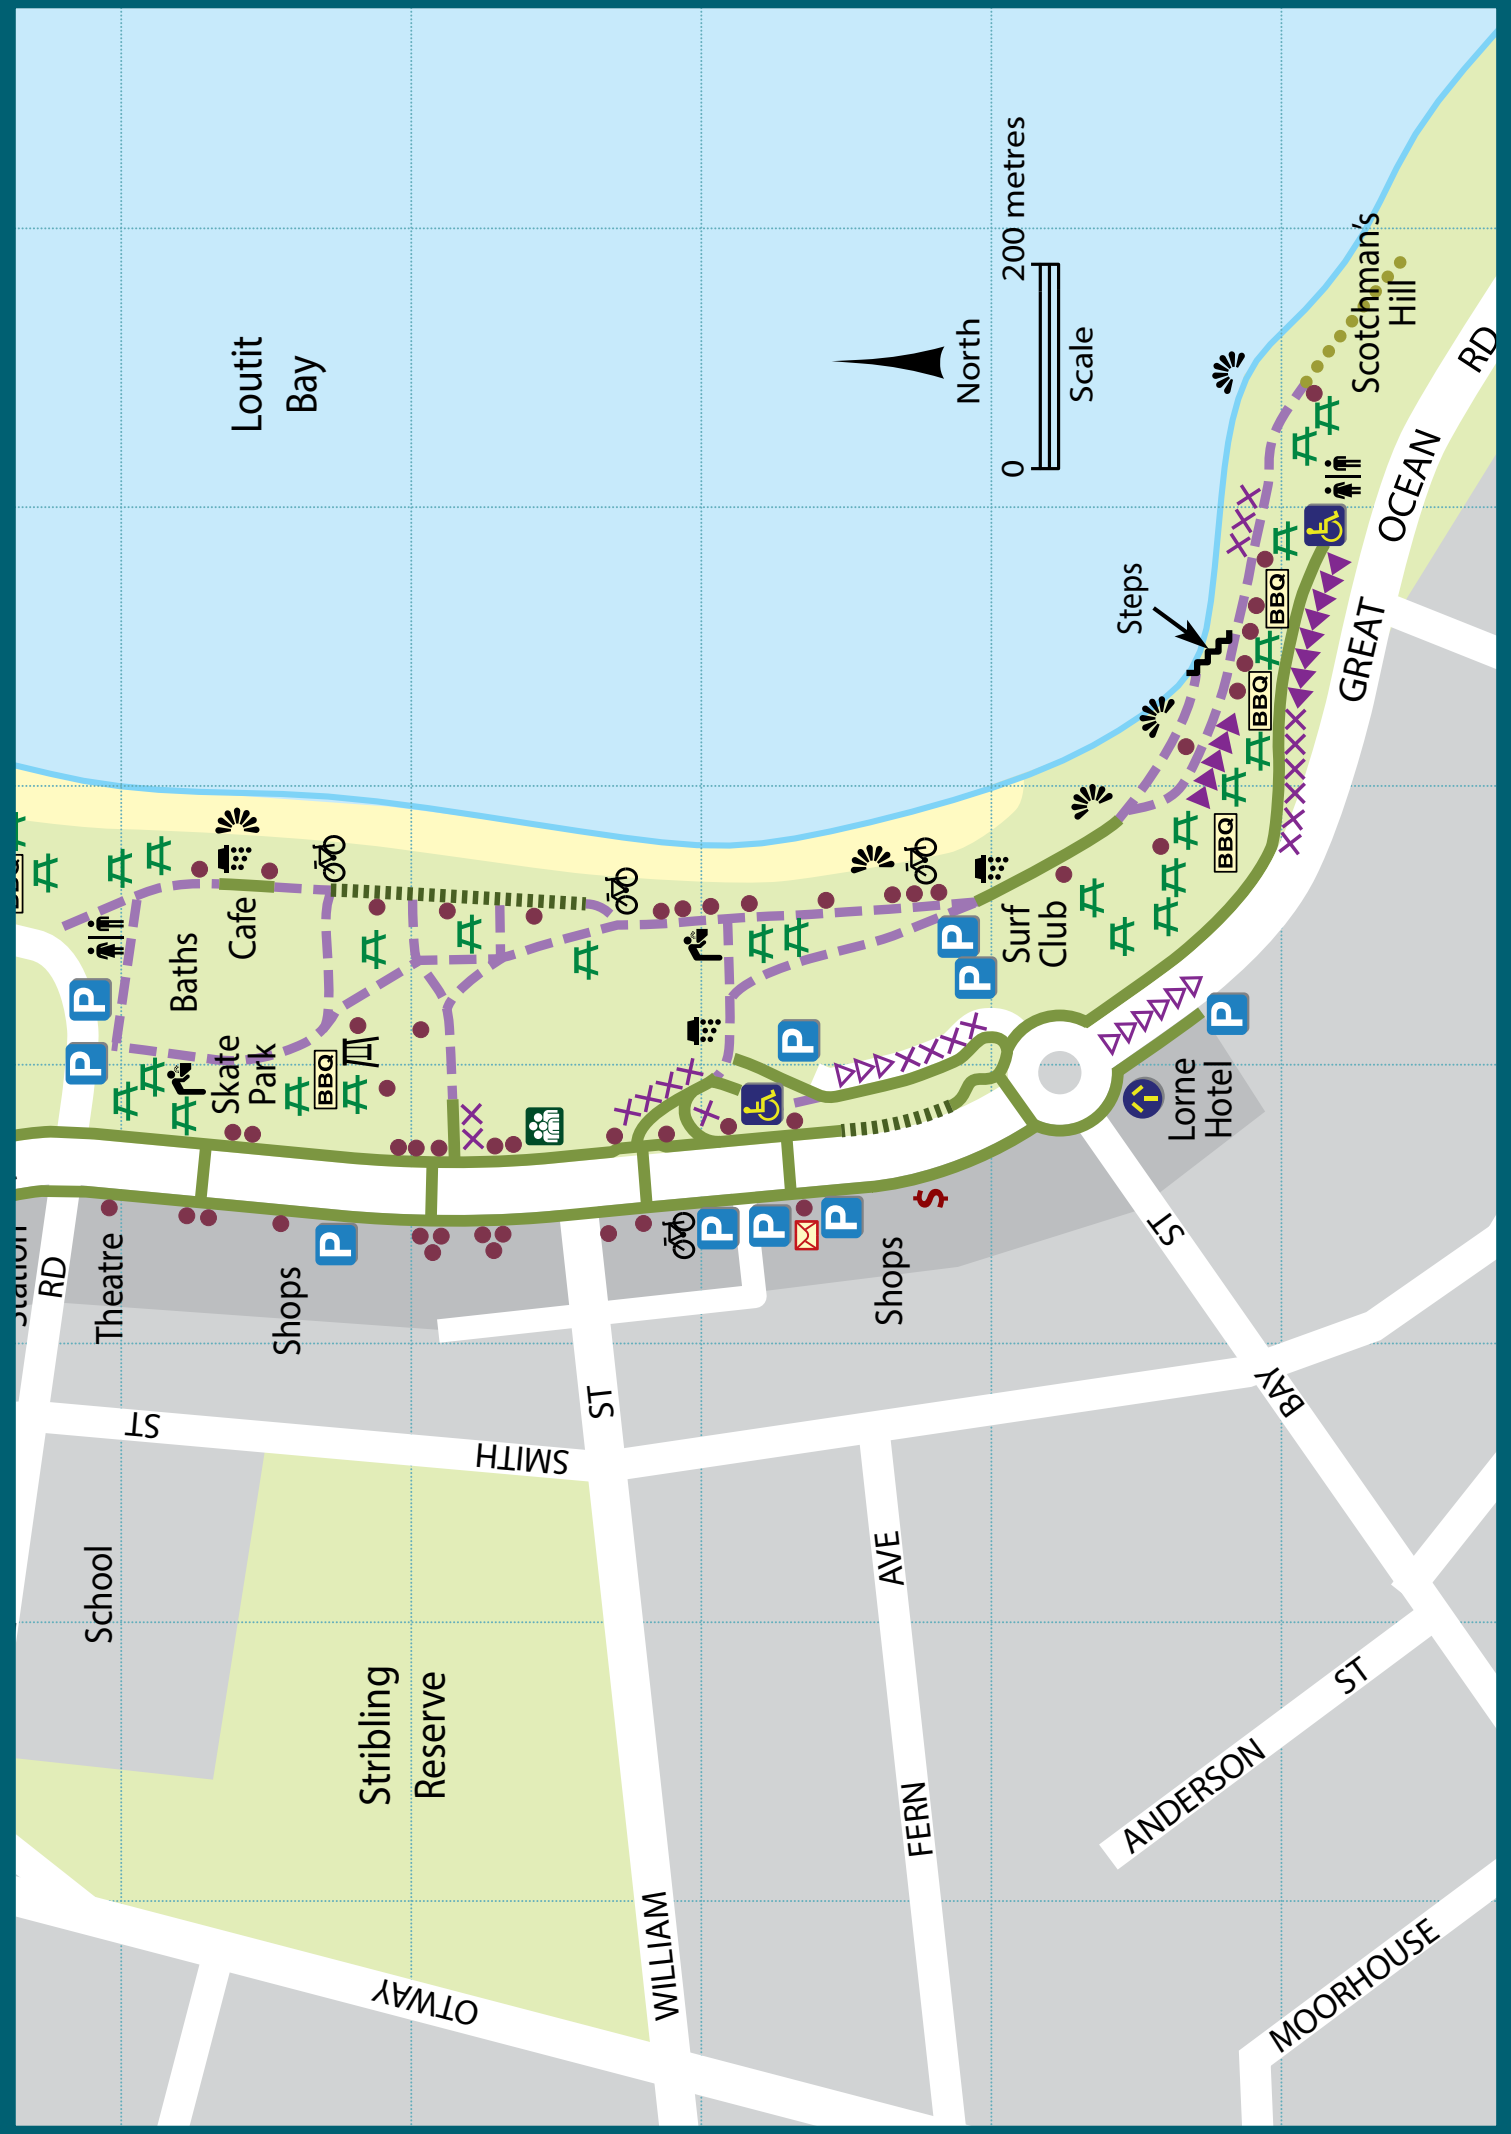 Loutit
Bay
200 metres
0
North
Scale
Scotchman's
Hill
RD
OCEAN
GREAT
Steps
BBQ
BBQ
BBQ
BBQ
BBQ
Cafe
Baths
Skate
Park
Surf
Club
P
P
P
P
P
P
P
P
P
P
Lorne
Hotel
$
RD
Theatre
Shops
Shops
ST
SMITH
ST
WILLIAM
School
Stribling
Reserve
OTWAY
AVE
FERN
ST
BAY
ST
ANDERSON
MOORHOUSE